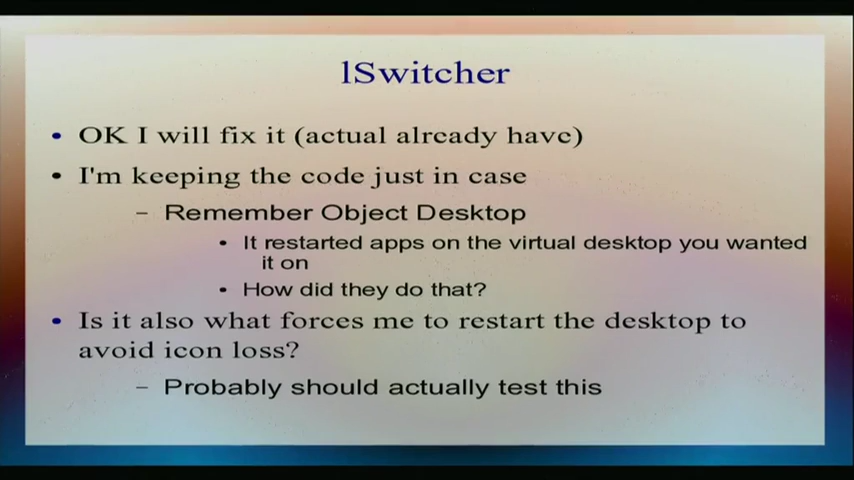 lSwitcher
• OK I will fix it (actual already have)
• I'm keeping the code just in case
– Remember Object Desktop
• It restarted apps on the virtual desktop you wanted
it on
• How did they do that?
• Is it also what forces me to restart the desktop to
avoid icon loss?
– Probably should actually test this